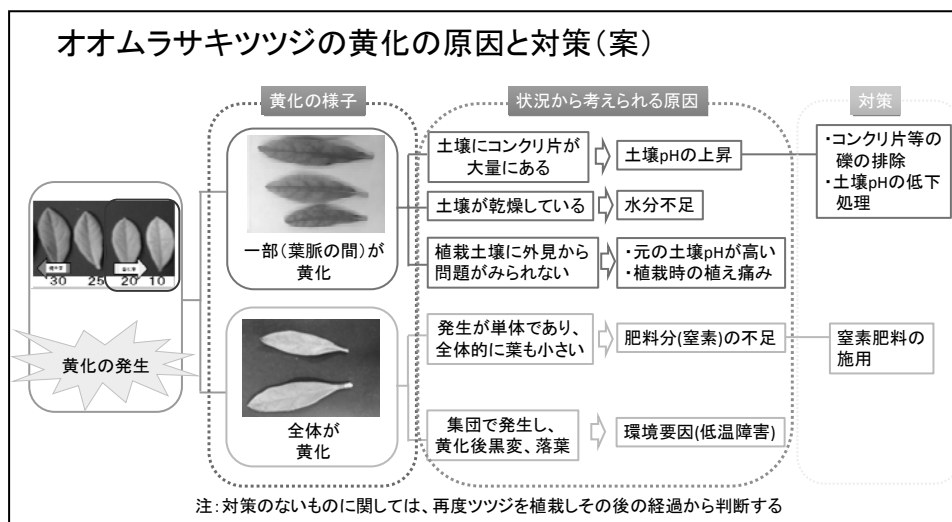 オオムラサキツツジの黄化の原因と対策(案)
黄化の様子
状況から考えられる原因
対策
30 25 20 10
黄化の発生
一部(葉脈の間)が
黄化
全体が
黄化
土壌にコンクリ片が
大量にある
土壌pHの上昇
・コンクリ片等の
礫の排除
・土壌pHの低下
処理
土壌が乾燥している
水分不足
植栽土壌に外見から
問題がみられない
・元の土壌pHが高い
・植栽時の植え痛み
発生が単体であり、
全体的に葉も小さい
肥料分(窒素)の不足
窒素肥料の
施用
集団で発生し、
黄化後黒変、落葉
環境要因(低温障害)
注:対策のないものに関しては、再度ツツジを植栽しその後の経過から判断する